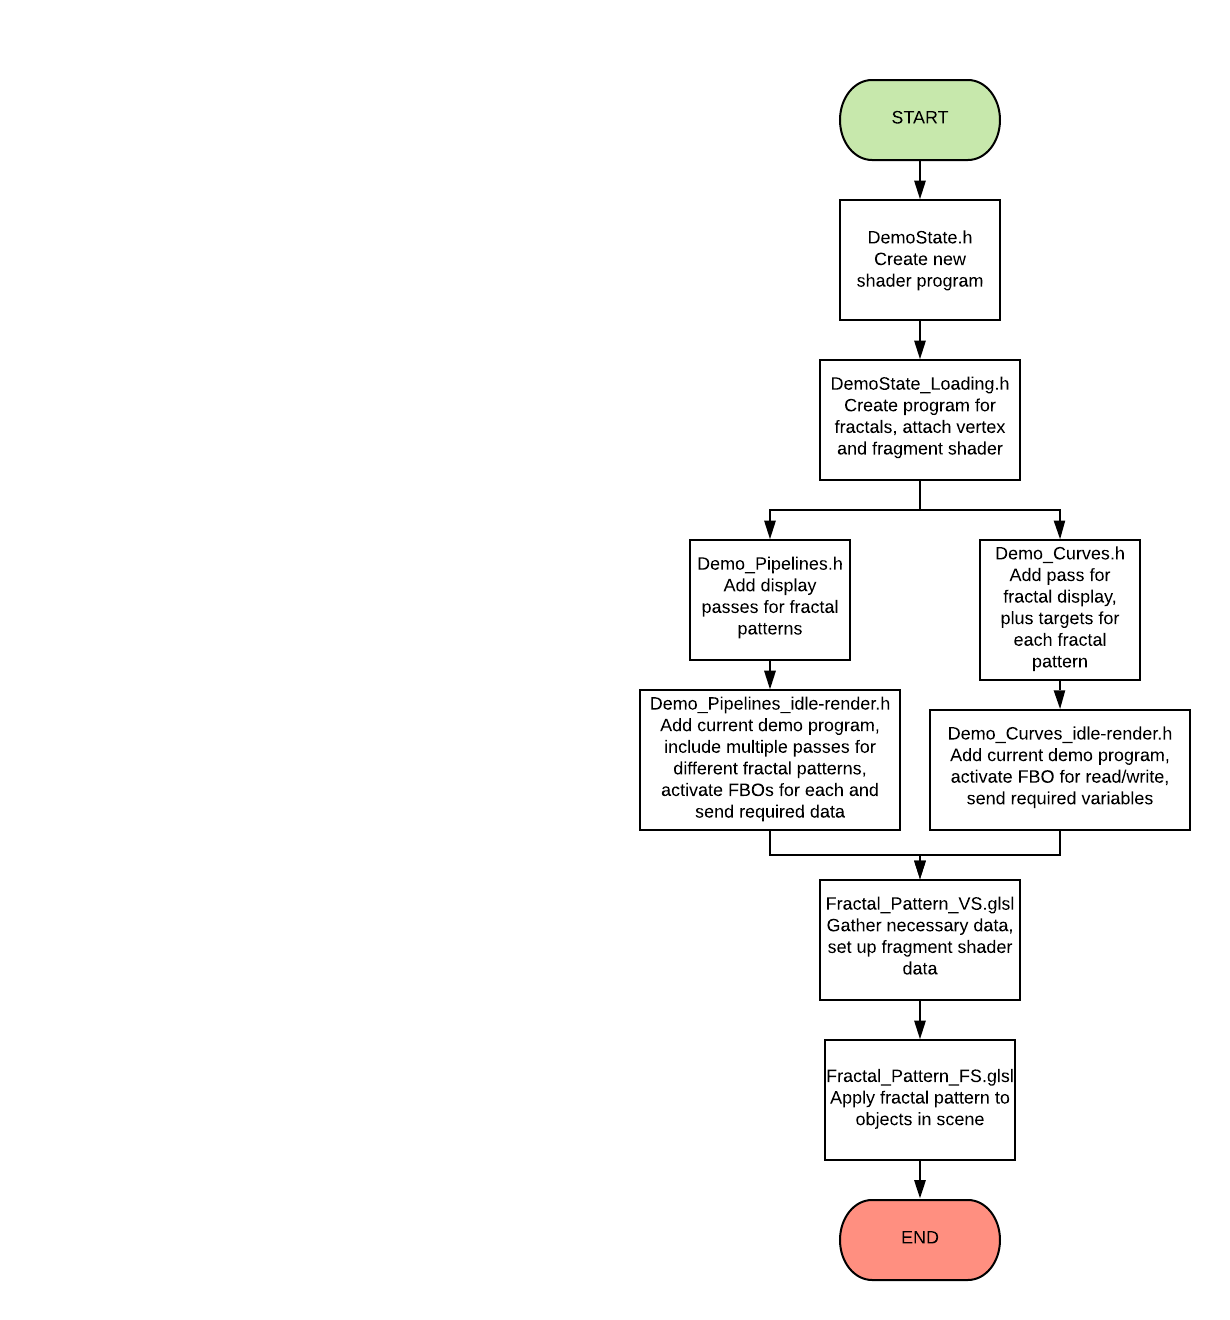 START
DemoState.h
Create new
shader program
DemoState_Loading.h
Create program for
fractals, attach vertex
and fragment shader
Demo_Pipelines.h
Add display
passes for fractal
patterns
Demo_Curves.h
Add pass for
fractal display,
plus targets for
each fractal
pattern
Demo_Pipelines_idle-render.h
Add current demo program,
include multiple passes for
different fractal patterns,
activate FBOs for each and
send required data
Demo_Curves_idle-render.h
Add current demo program,
activate FBO for read/write,
send required variables
Fractal_Pattern_VS.glsl
Gather necessary data,
set up fragment shader
data
Fractal_Pattern_FS.glsl
Apply fractal pattern to
objects in scene
END